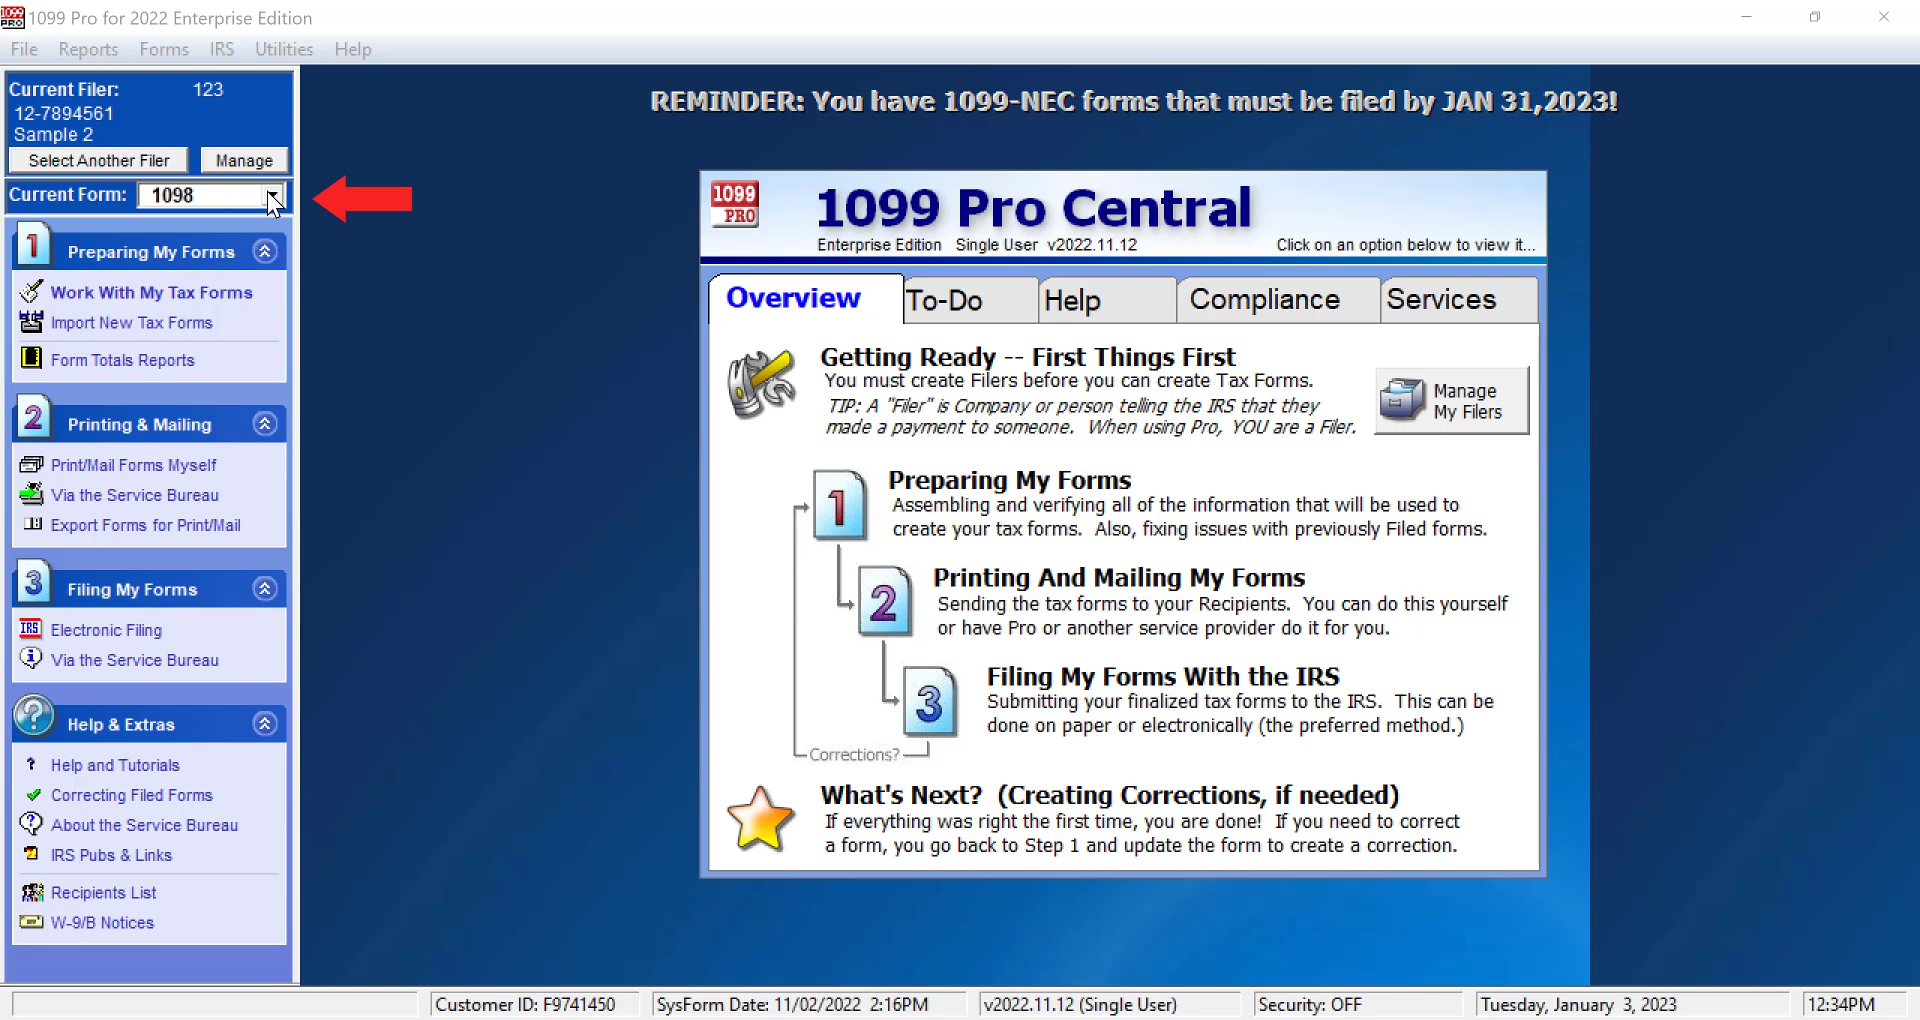 1099 PRO
1099 Pro for 2022 Enterprise Edition
File Reports Forms IRS Utilities Help
Current Filer: 123
12-7894561
Sample 2
Select Another Filer Manage
Current Form: 1098
1 Preparing My Forms
Work With My Tax Forms
Import New Tax Forms
Form Totals Reports
2 Printing & Mailing
Print/Mail Forms Myself
Via the Service Bureau
Export Forms for Print/Mail
3 Filing My Forms
IRS Electronic Filing
Via the Service Bureau
? Help & Extras
? Help and Tutorials
Correcting Filed Forms
? About the Service Bureau
IRS Pubs & Links
Recipients List
W-9/B Notices
REMINDER: You have 1099-NEC forms that must be filed by JAN 31,2023!
1099
PRO
1099 Pro Central
Enterprise Edition Single User v2022.11.12 Click on an option below to view it...
Overview To-Do Help Compliance Services
Getting Ready -- First Things First
You must create Filers before you can create Tax Forms.
TIP: A "Filer" is Company or person telling the IRS that they
made a payment to someone. When using Pro, YOU are a Filer.
Manage
My Filers
1 Preparing My Forms
Assembling and verifying all of the information that will be used to
create your tax forms. Also, fixing issues with previously Filed forms.
2 Printing And Mailing My Forms
Sending the tax forms to your Recipients. You can do this yourself
or have Pro or another service provider do it for you.
3 Filing My Forms With the IRS
Submitting your finalized tax forms to the IRS. This can be
done on paper or electronically (the preferred method.)
Corrections?
What's Next? (Creating Corrections, if needed)
If everything was right the first time, you are done! If you need to correct
a form, you go back to Step 1 and update the form to create a correction.
Customer ID: F9741450 SysForm Date: 11/02/2022 2:16PM v2022.11.12 (Single User) Security: OFF Tuesday, January 3, 2023 12:34PM